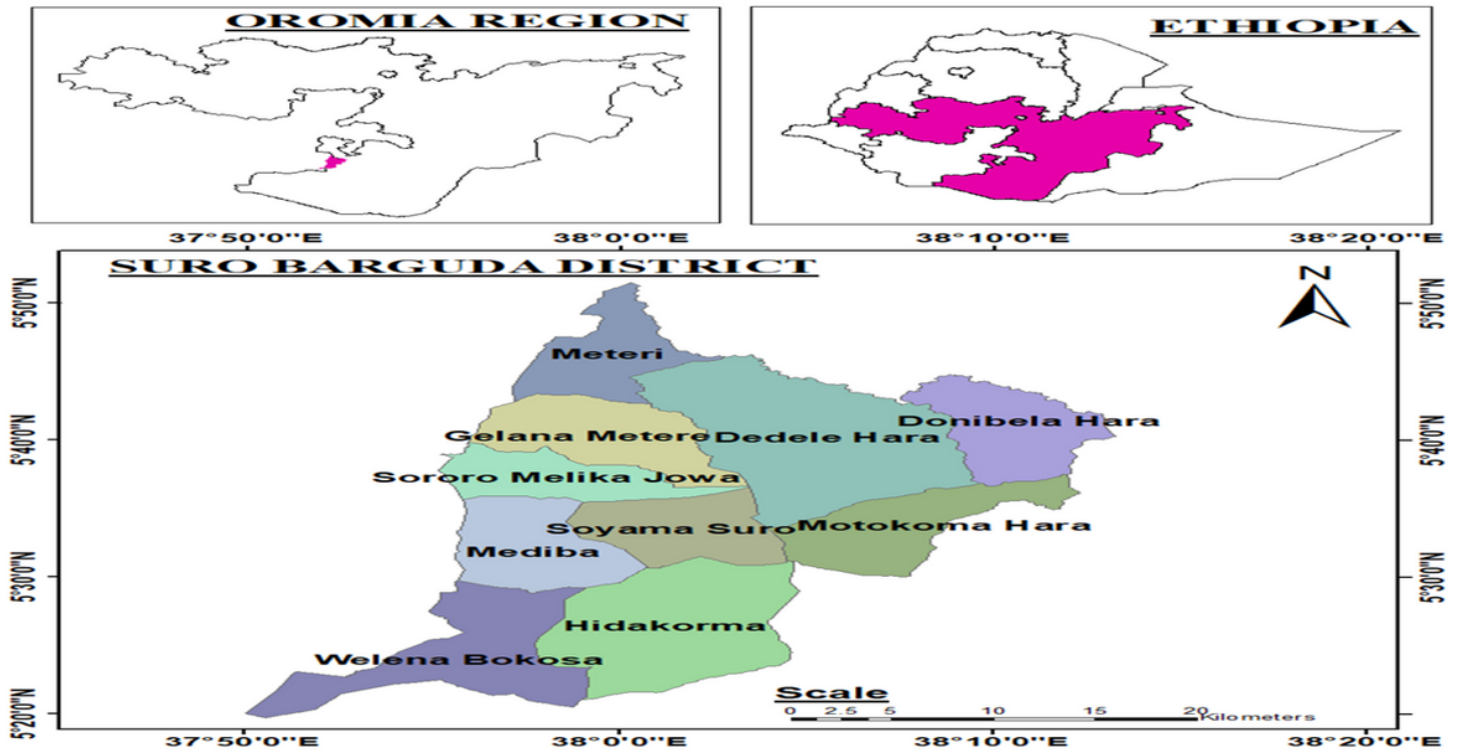 OROMIA REGION
ETHIOPIA
37°50'0"E 38°0'0"E 38°10'0"E 38°20'0"E
SURO BARGUDA DISTRICT
N
5°50'0"N 5°50'0"N
Meteri
Donibela Hara
Gelana Metere Dedele Hara
5°40'0"N 5°40'0"N
Sororo Melika Jowa
Soyama Suro Motokoma Hara
Mediba
5°30'0"N 5°30'0"N
Hidakorma
Welena Bokosa
Scale
0 2.5 5 10 15 20
Kilometers
5°20'0"N 5°20'0"N
37°50'0"E 38°0'0"E 38°10'0"E 38°20'0"E